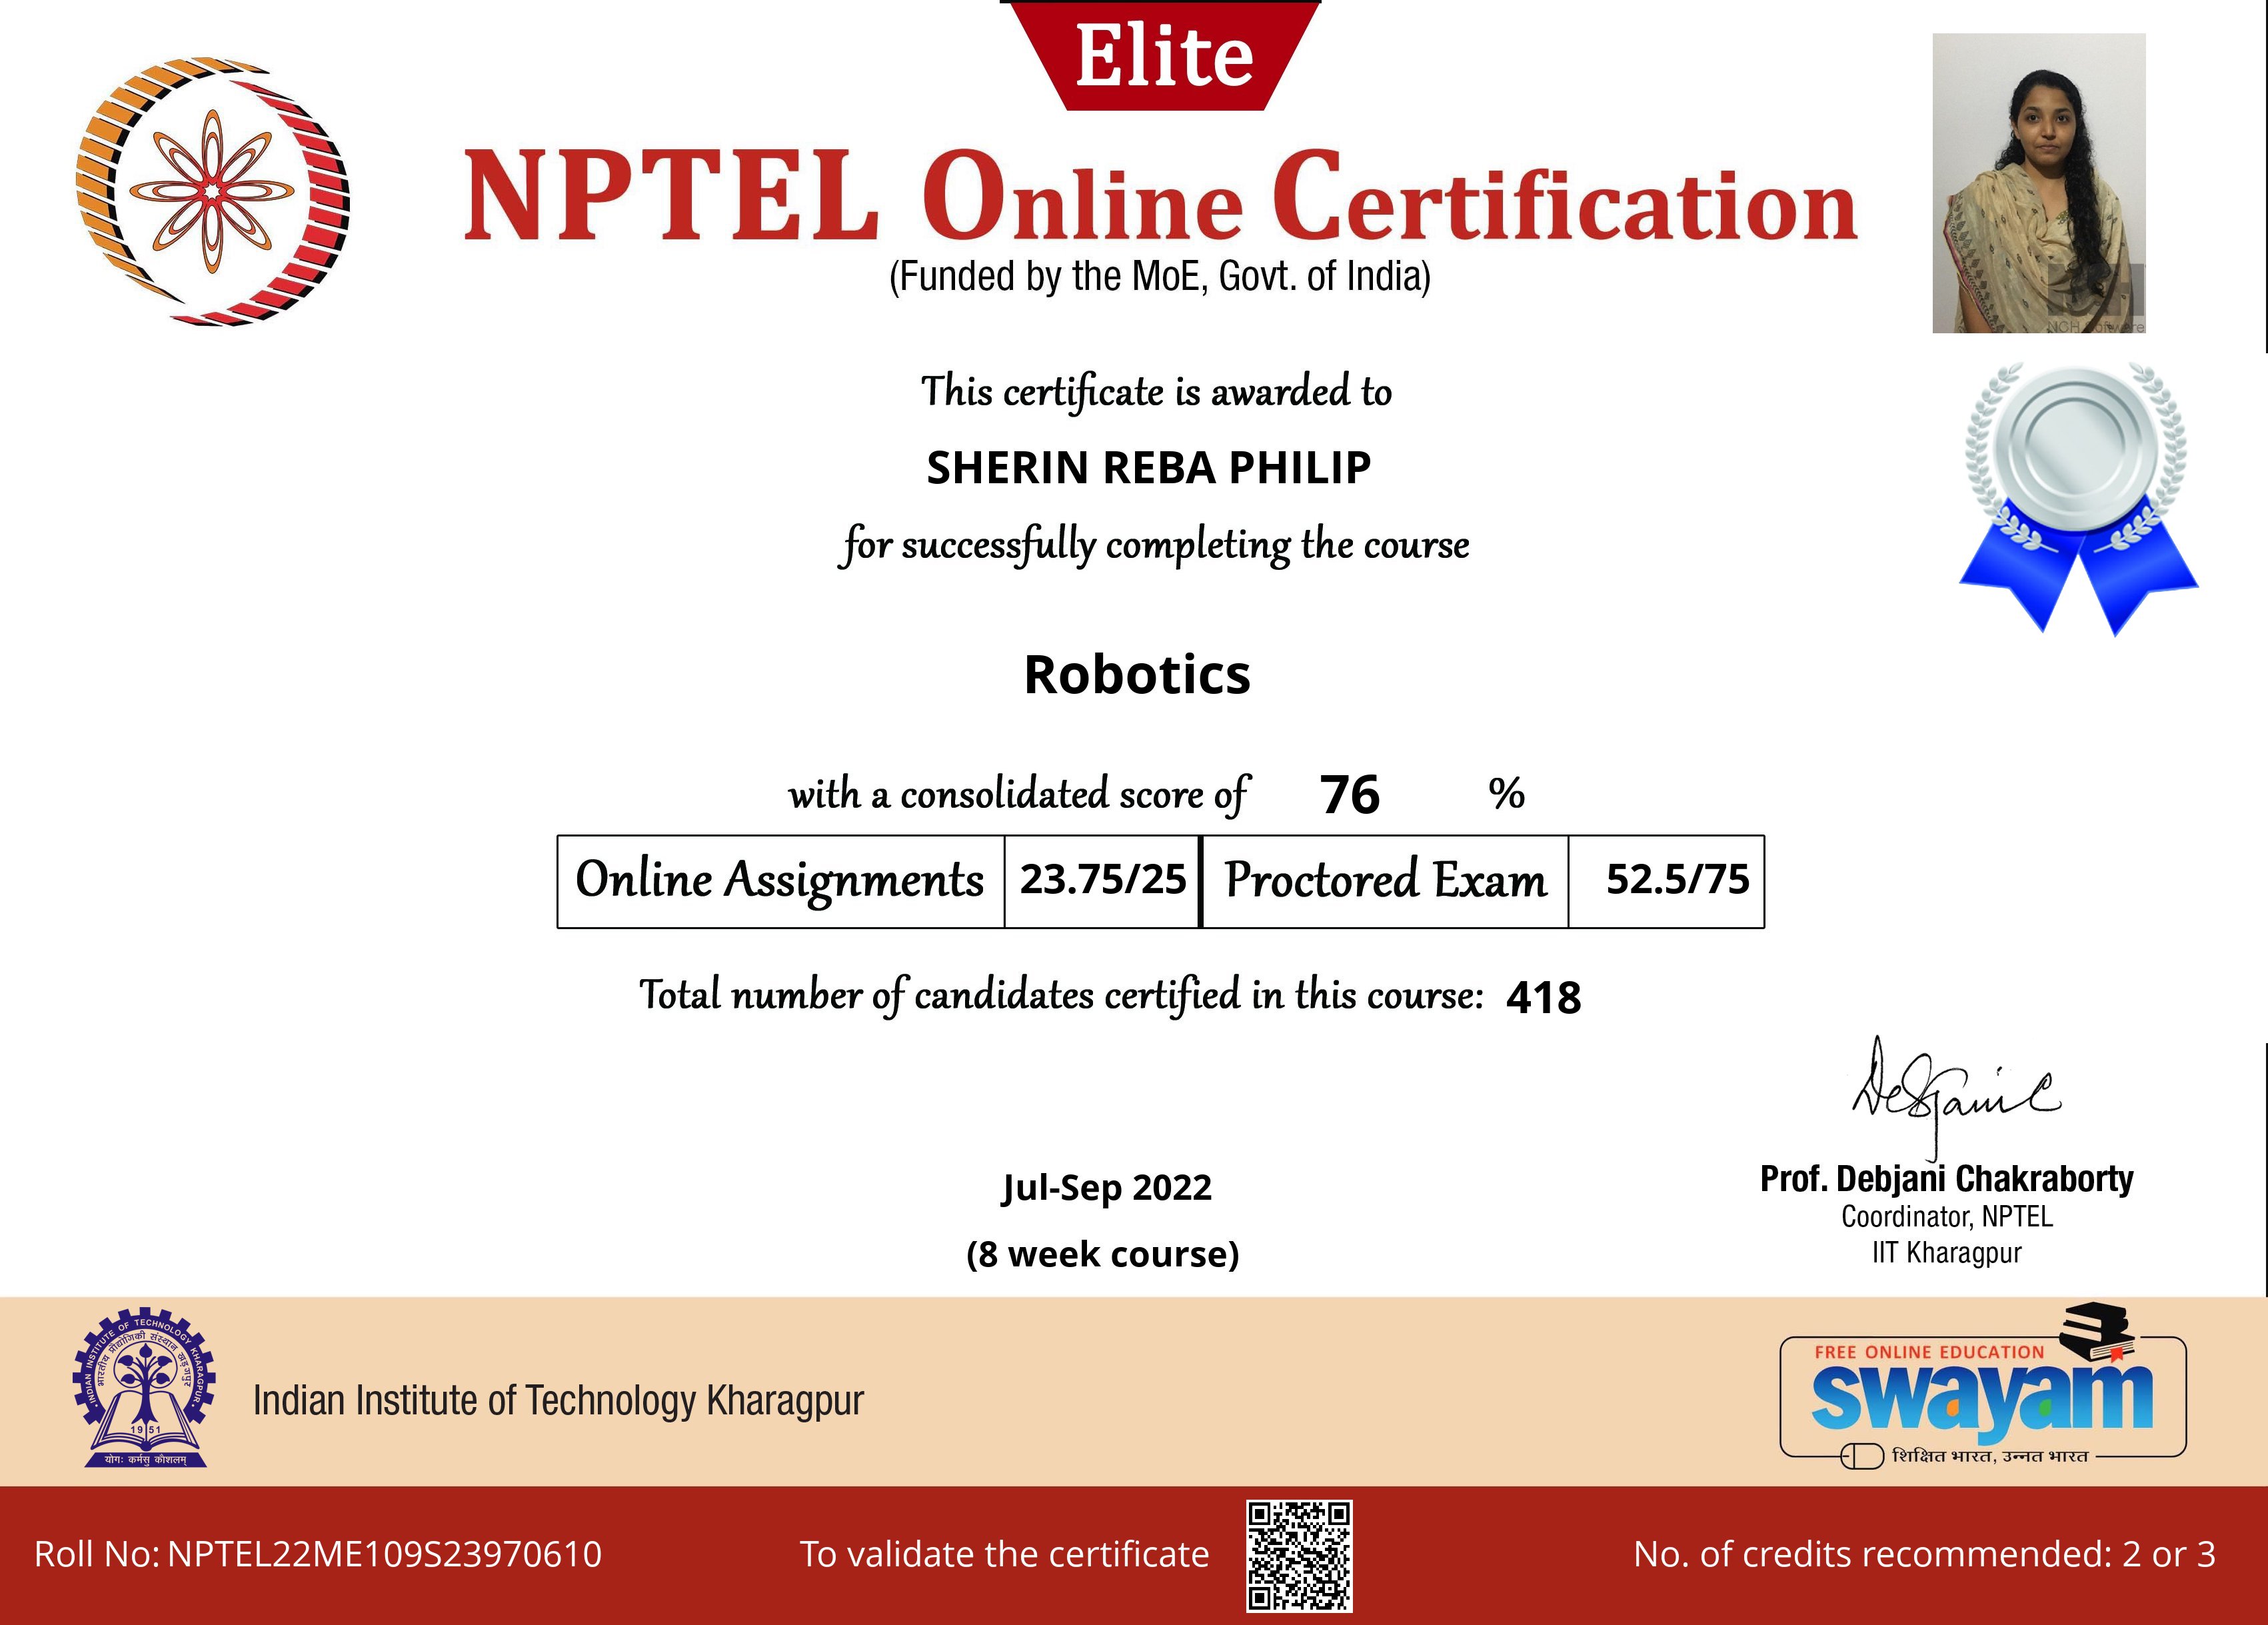 Elite
NPTEL Online Certification
(Funded by the MoE, Govt. of India)
NGH Software
This certificate is awarded to
SHERIN REBA PHILIP
for successfully completing the course
Robotics
with a consolidated score of 76 %
Online Assignments 23.75/25 Proctored Exam 52.5/75
Total number of candidates certified in this course: 418
Jul-Sep 2022
(8 week course)
Prof. Debjani Chakraborty
Coordinator, NPTEL
IIT Kharagpur
INDIAN INSTITUTE OF TECHNOLOGY KHARAGPUR
भारतीय प्रौद्योगिकी संस्थान खड़गपुर
1951
योगः कर्मसु कौशलम्
Indian Institute of Technology Kharagpur
FREE ONLINE EDUCATION
swayam
शिक्षित भारत, उन्नत भारत
Roll No: NPTEL22ME109S23970610
To validate the certificate
No. of credits recommended: 2 or 3